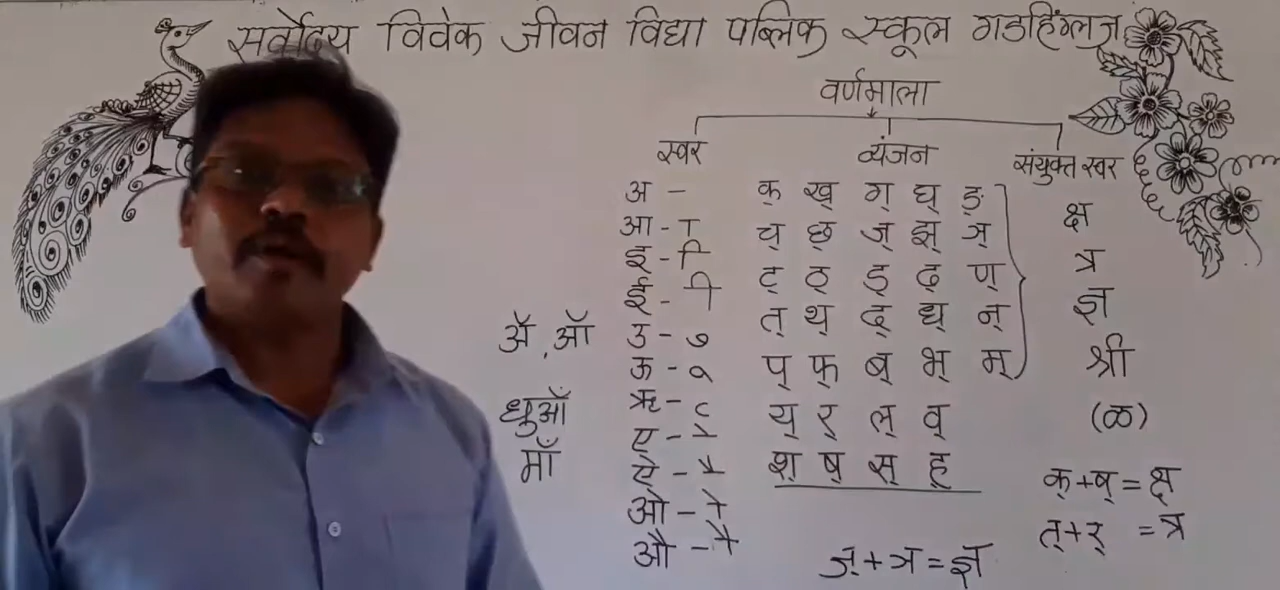 सर्वोदय विवेक जीवन विद्या पब्लिक स्कूल गडहिंग्लज
वर्णमाला
स्वर व्यंजन संयुक्त स्वर
अ -
आ - ा
इ - ि
ई - ी
उ - ु
ऊ - ू
ऋ - ृ
ए - े
ऐ - ै
ओ - ो
औ - ौ
क् ख् ग् घ् ङ्
च् छ् ज् झ् ञ्
ट् ठ् ड् ढ् ण्
त् थ् द् ध् न्
प् फ् ब् भ् म्
य् र् ल् व्
श् ष् स् ह्
क्ष
त्र
ज्ञ
श्री
(ळ)
अँ, आँ
धुआँ
माँ
क् + ष् = क्ष
त् + र् = त्र
ज् + ञ = ज्ञ